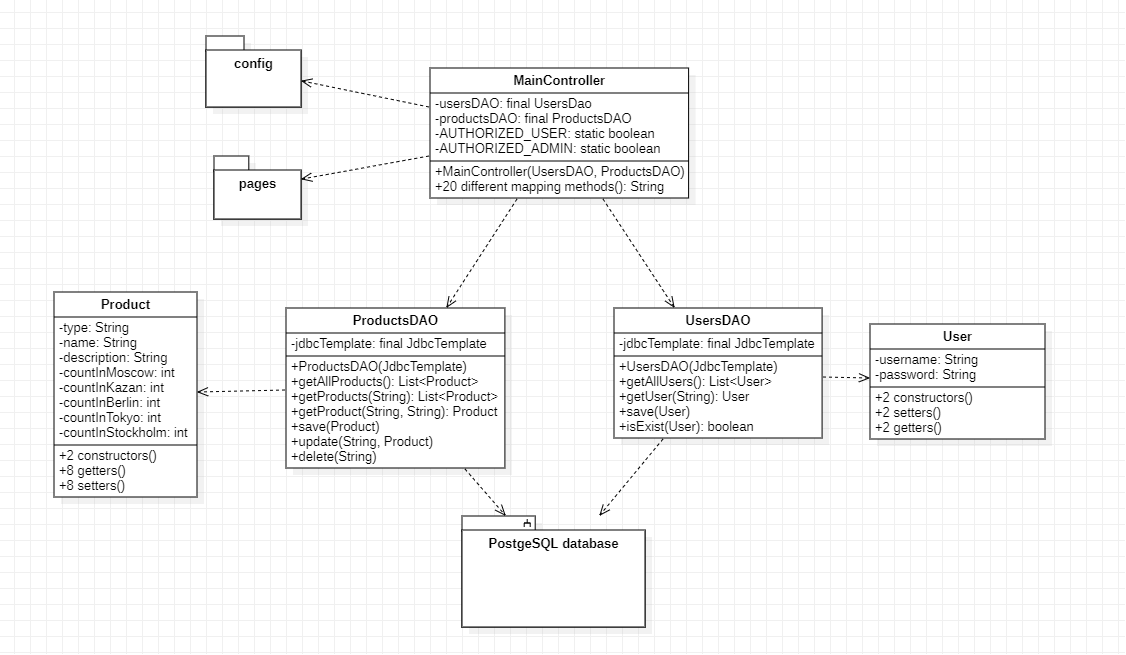 config
pages
MainController
-usersDAO: final UsersDao
-productsDAO: final ProductsDAO
-AUTHORIZED_USER: static boolean
-AUTHORIZED_ADMIN: static boolean
+MainController(UsersDAO, ProductsDAO)
+20 different mapping methods(): String
Product
-type: String
-name: String
-description: String
-countInMoscow: int
-countInKazan: int
-countInBerlin: int
-countInTokyo: int
-countInStockholm: int
+2 constructors()
+8 getters()
+8 setters()
ProductsDAO
-jdbcTemplate: final JdbcTemplate
+ProductsDAO(JdbcTemplate)
+getAllProducts(): List<Product>
+getProducts(String): List<Product>
+getProduct(String, String): Product
+save(Product)
+update(String, Product)
+delete(String)
UsersDAO
-jdbcTemplate: final JdbcTemplate
+UsersDAO(JdbcTemplate)
+getAllUsers(): List<User>
+getUser(String): User
+save(User)
+isExist(User): boolean
User
-username: String
-password: String
+2 constructors()
+2 setters()
+2 getters()
PostgeSQL database